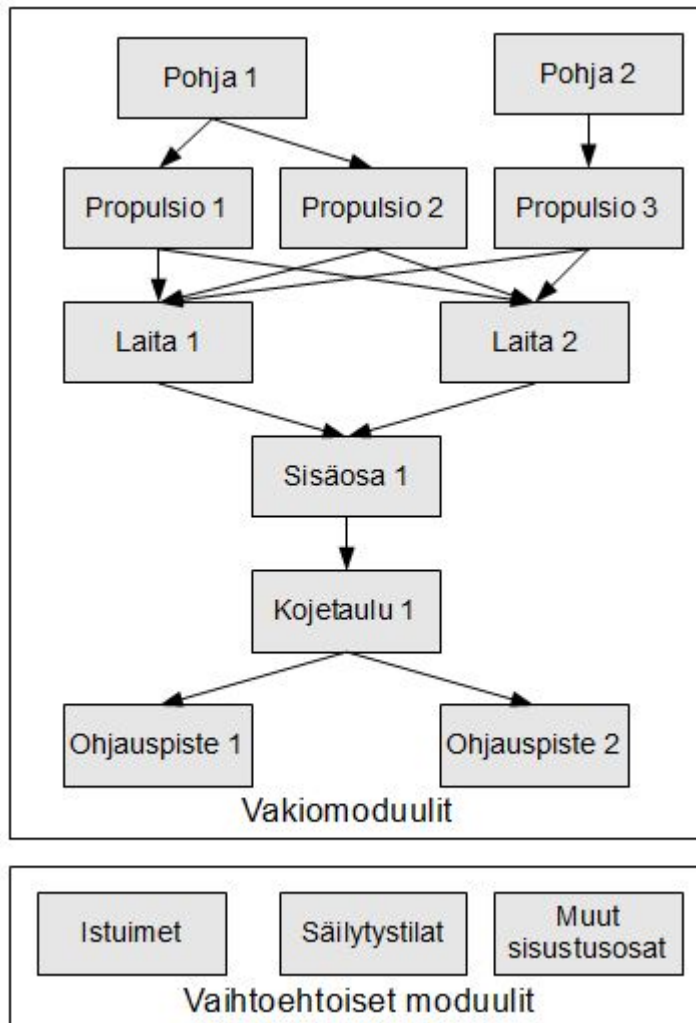 Pohja 1
Pohja 2
Propulsio 1
Propulsio 2
Propulsio 3
Laita 1
Laita 2
Sisäosa 1
Kojetaulu 1
Ohjauspiste 1
Ohjauspiste 2
Vakiomoduulit
Istuimet
Säilytystilat
Muut
sisustusosat
Vaihtoehtoiset moduulit